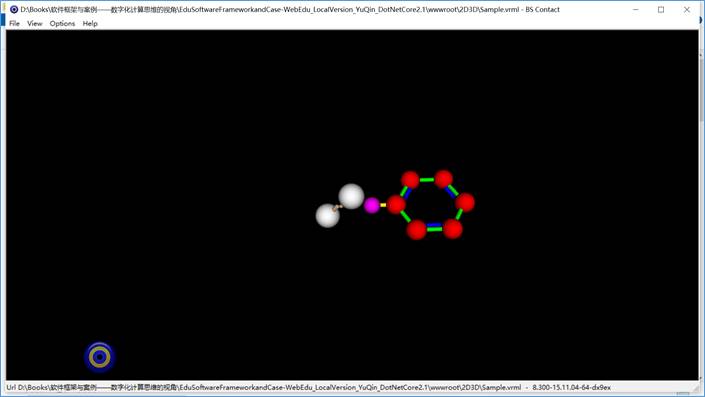 D:\Books\软件框架与案例——数字化计算思维的视角\EduSoftwareFrameworkandCase-WebEdu_LocalVersion_YuQin_DotNetCore2.1\wwwroot\2D3D\Sample.vrml - BS Contact
File View Options Help
Url D:\Books\软件框架与案例——数字化计算思维的视角\EduSoftwareFrameworkandCase-WebEdu_LocalVersion_YuQin_DotNetCore2.1\wwwroot\2D3D\Sample.vrml - 8.300-15.11.04-64-dx9ex